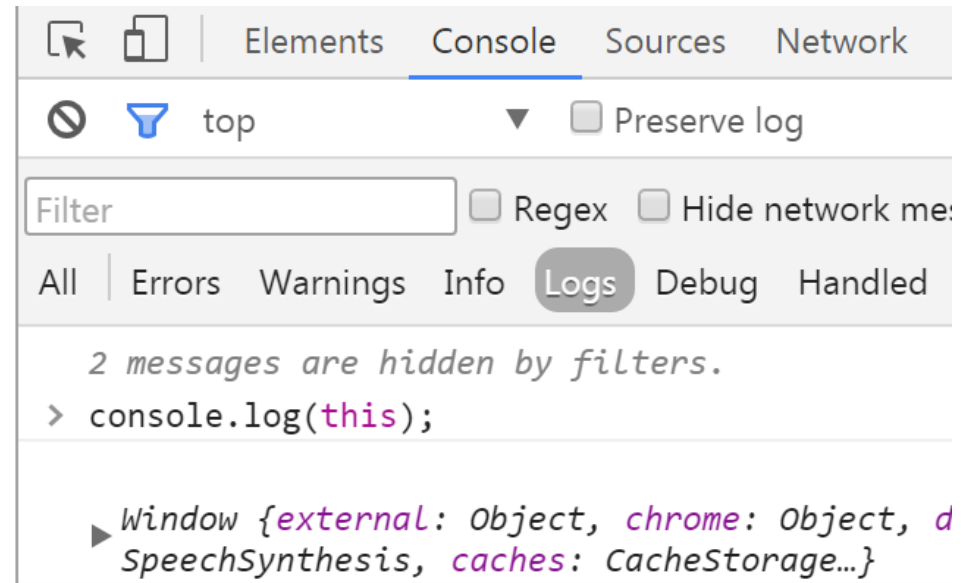 Elements Console Sources Network
top Preserve log
Filter Regex Hide network
All Errors Warnings Info Logs Debug Handled
2 messages are hidden by filters.
> console.log(this);
Window {external: Object, chrome: Object,
SpeechSynthesis, caches: CacheStorage…}